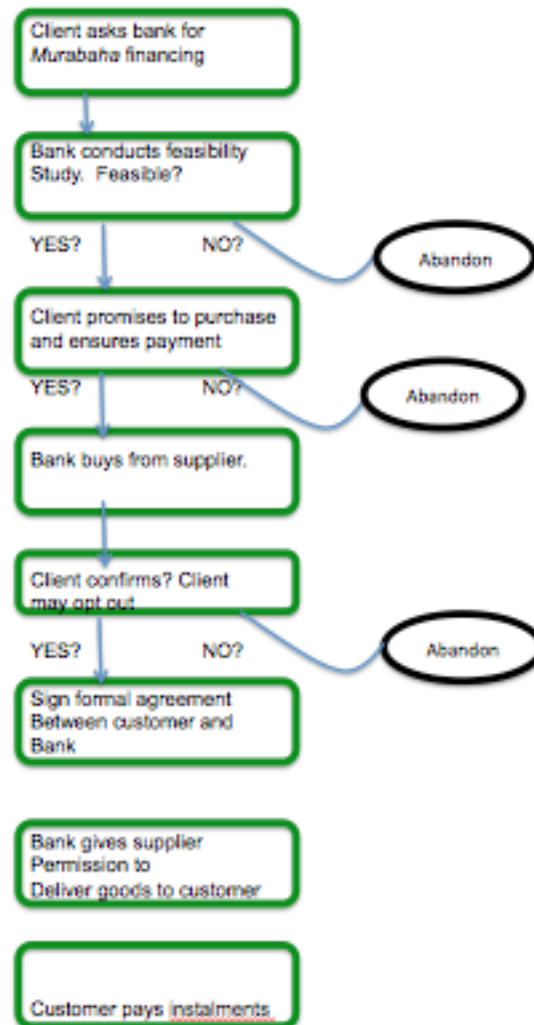 Client asks bank for
Murabaha financing
Bank conducts feasibility
Study.  Feasible?
YES?
NO?
Abandon
Client promises to purchase
and ensures payment
YES?
NO?
Abandon
Bank buys from supplier.
Client confirms? Client
may opt out
YES?
NO?
Abandon
Sign formal agreement
Between customer and
Bank
Bank gives supplier
Permission to
Deliver goods to customer
Customer pays instalments